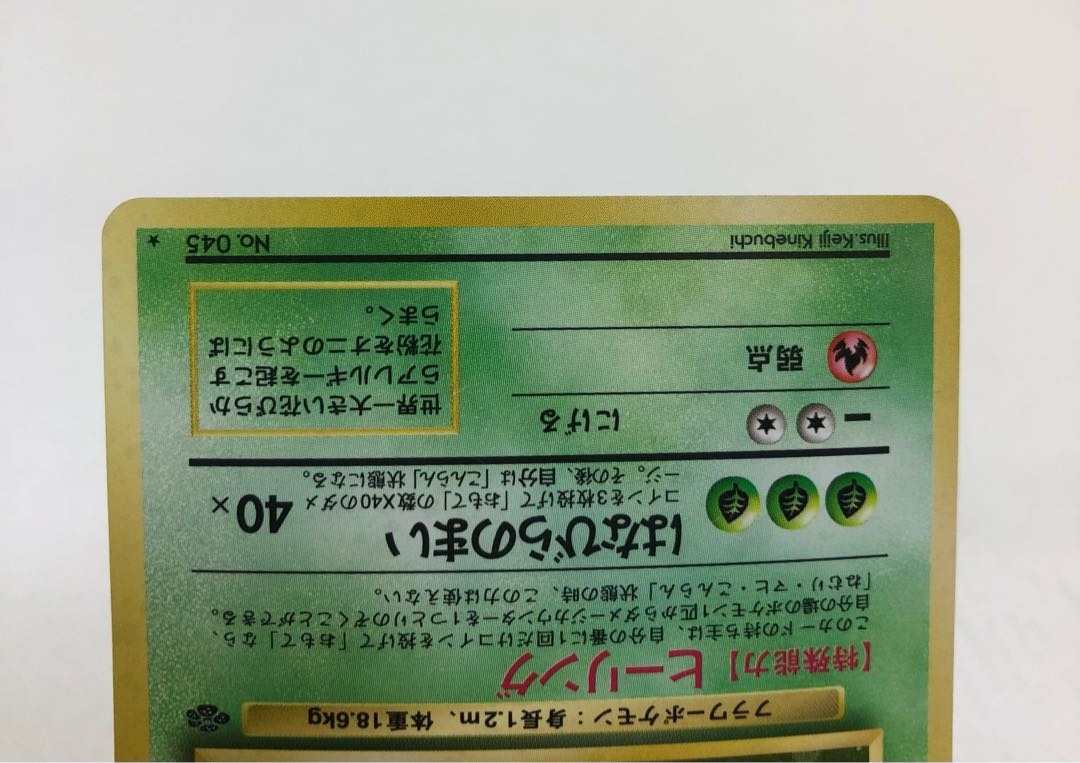 フラワーポケモン：身長1.2m、体重18.6kg
【特殊能力】ヒーリング
このカードの持ち主は、自分の番に1回だけコインを投げて「おもて」なら、
自分の場のポケモン1匹からダメージカウンターを1つとりのぞくことができる。
「ねむり・マヒ・こんらん」状態の時、この力は使えない。
はなびらのまい
コインを3枚投げて「おもて」の数X40のダメ
ージ。その後、自分は「こんらん」状態になる。
40×
ー にげる
弱点
世界一大きい花びらか
らアレルギーを起こす
花粉をオニのようにば
らまく。
Illus.Keiji Kinebuchi
No. 045 ★